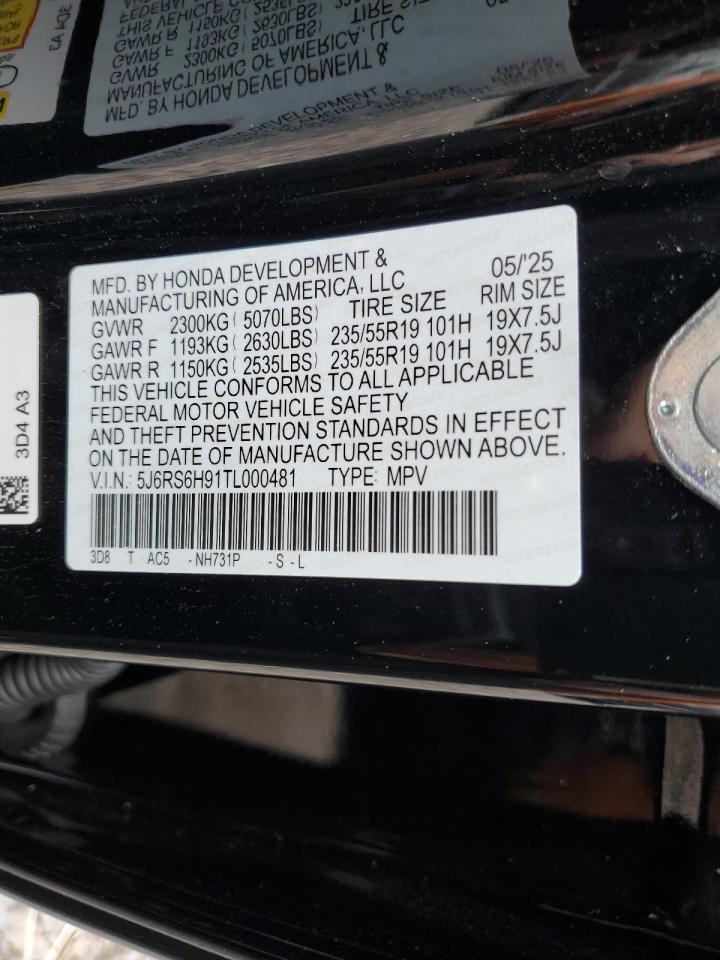 MFD. BY HONDA DEVELOPMENT &
MANUFACTURING OF AMERICA, LLC 05/'25
GVWR 2300KG ( 5070LBS) TIRE SIZE RIM SIZE
GAWR F 1193KG ( 2630LBS) 235/55R19 101H 19X7.5J
GAWR R 1150KG ( 2535LBS) 235/55R19 101H 19X7.5J
THIS VEHICLE CONFORMS TO ALL APPLICABLE
FEDERAL MOTOR VEHICLE SAFETY
AND THEFT PREVENTION STANDARDS IN EFFECT
ON THE DATE OF MANUFACTURE SHOWN ABOVE.
V.I.N.: 5J6RS6H91TL000481 TYPE: MPV
3D8 T AC5 - NH731P - S - L
3D4 A3